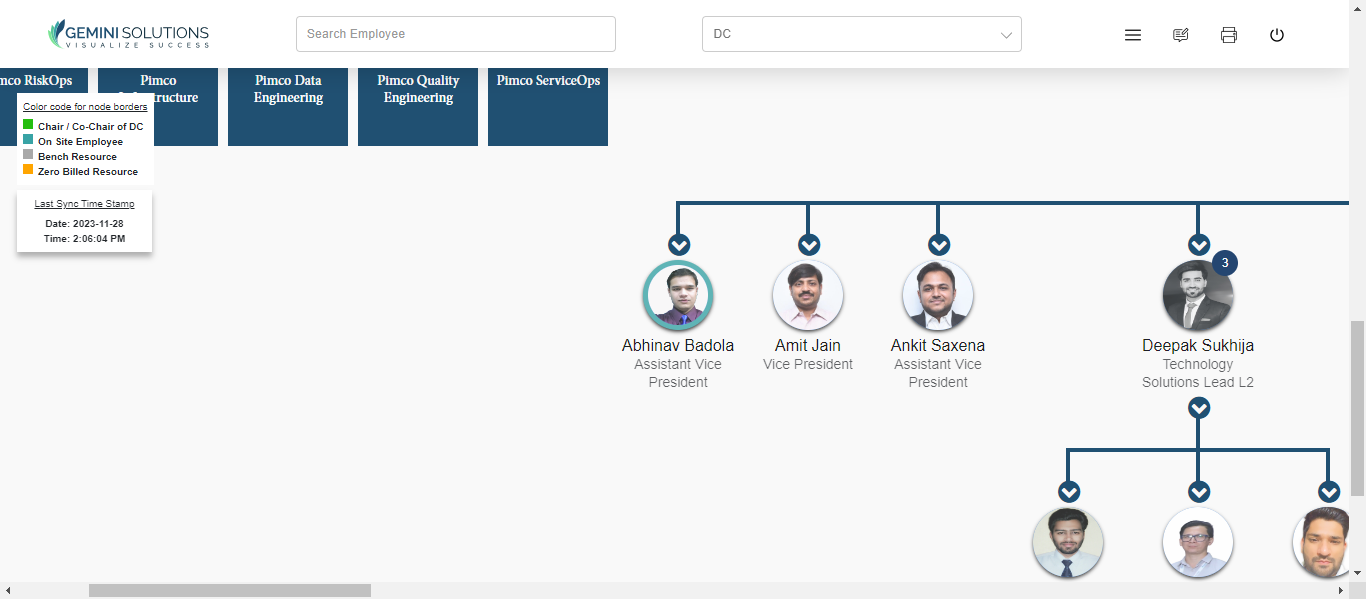 GEMINI SOLUTIONS
VISUALIZE SUCCESS
Search Employee
DC
mco RiskOps
Pimco
Pimco Data
Engineering
Pimco Quality
Engineering
Pimco ServiceOps
Color code for node borders
Chair / Co-Chair of DC
On Site Employee
Bench Resource
Zero Billed Resource
Last Sync Time Stamp
Date: 2023-11-28
Time: 2:06:04 PM
3
Abhinav Badola
Assistant Vice
President
Amit Jain
Vice President
Ankit Saxena
Assistant Vice
President
Deepak Sukhija
Technology
Solutions Lead L2